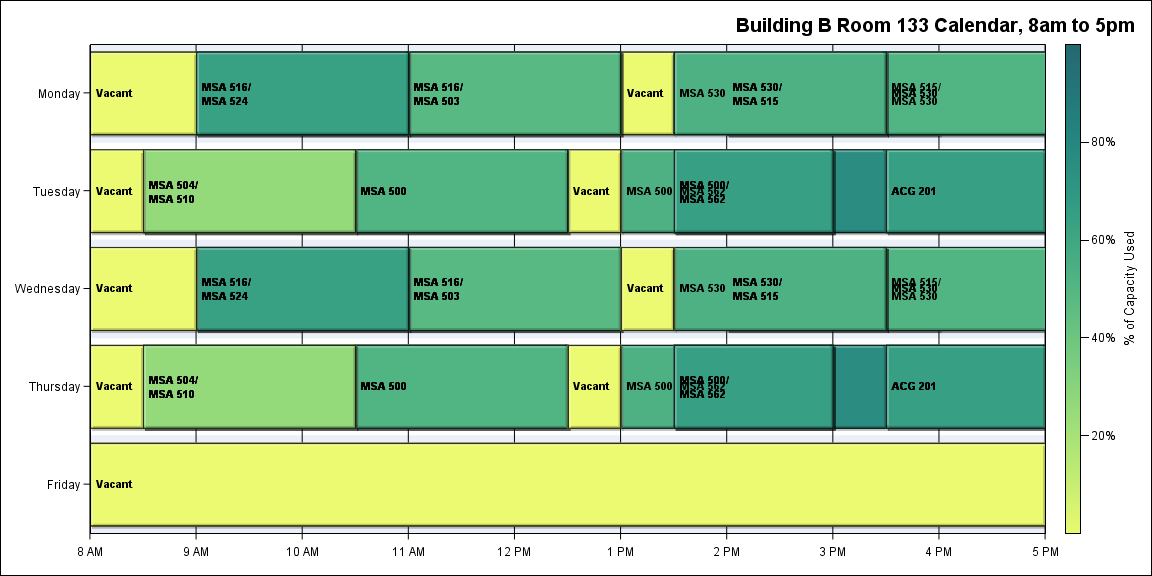 Building B Room 133 Calendar, 8am to 5pm
Monday
Vacant
MSA 516/
MSA 524
MSA 516/
MSA 503
Vacant
MSA 530
MSA 530/
MSA 515
MSA 515/
MSA 530
MSA 530
Tuesday
Vacant
MSA 504/
MSA 510
MSA 500
Vacant
MSA 500
MSA 500/
MSA 562
MSA 562
ACG 201
Wednesday
Vacant
MSA 516/
MSA 524
MSA 516/
MSA 503
Vacant
MSA 530
MSA 530/
MSA 515
MSA 515/
MSA 530
MSA 530
Thursday
Vacant
MSA 504/
MSA 510
MSA 500
Vacant
MSA 500
MSA 500/
MSA 562
MSA 562
ACG 201
Friday
Vacant
8 AM 9 AM 10 AM 11 AM 12 PM 1 PM 2 PM 3 PM 4 PM 5 PM
80%
60%
40%
20%
% of Capacity Used